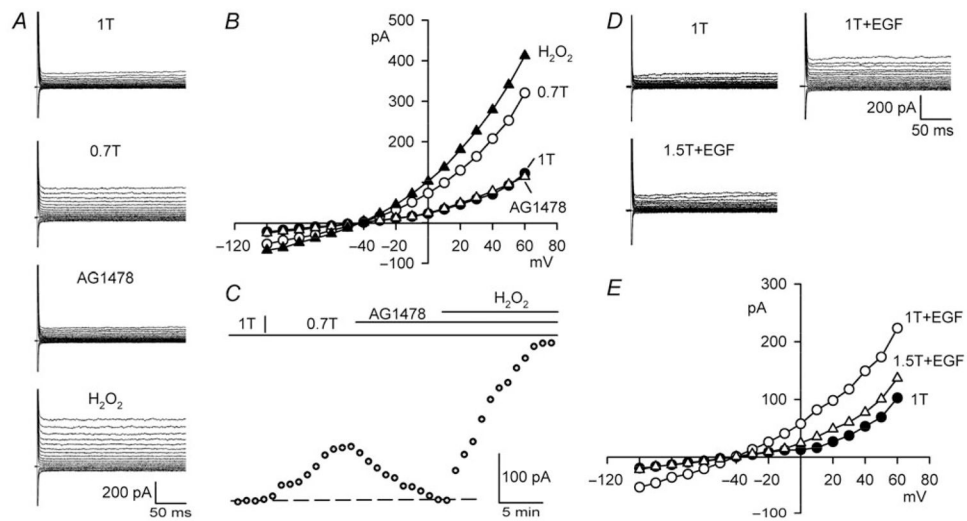 A
1T
0.7T
AG1478
H₂O₂
200 pA
50 ms
B
pA
500
400
300
200
−100
−120
−40
−20
20
40
60
80
mV
H₂O₂
0.7T
1T
AG1478
C
H₂O₂
AG1478
1T
0.7T
100 pA
5 min
D
1T
1T+EGF
200 pA
50 ms
1.5T+EGF
E
pA
300
200
100
−100
−120
−40
−20
20
40
60
80
mV
1T+EGF
1.5T+EGF
1T